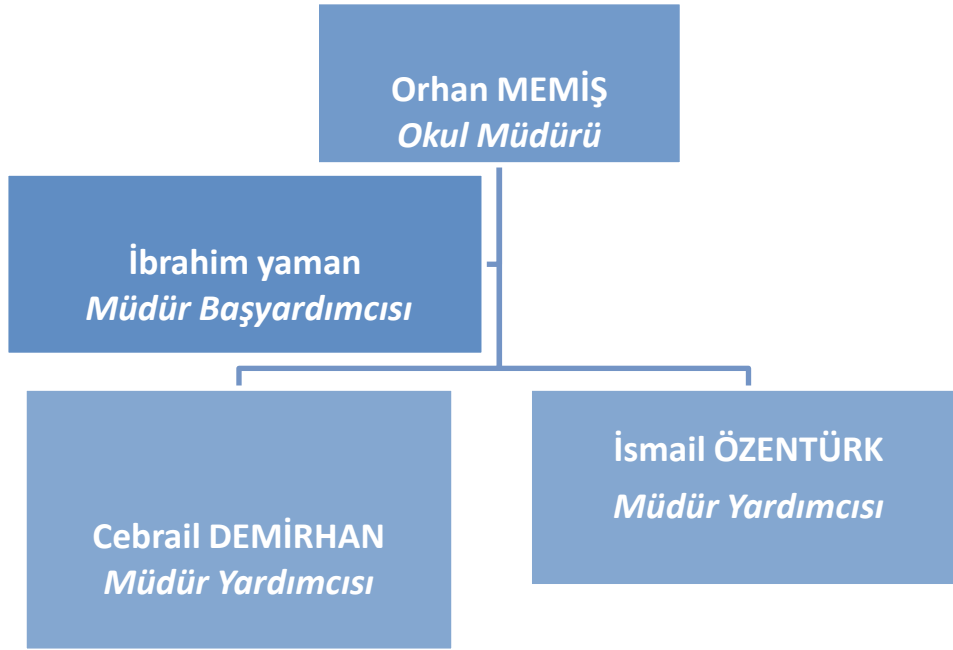 Orhan MEMİŞ
Okul Müdürü
İbrahim yaman
Müdür Başyardımcısı
Cebrail DEMİRHAN
Müdür Yardımcısı
İsmail ÖZENTÜRK
Müdür Yardımcısı